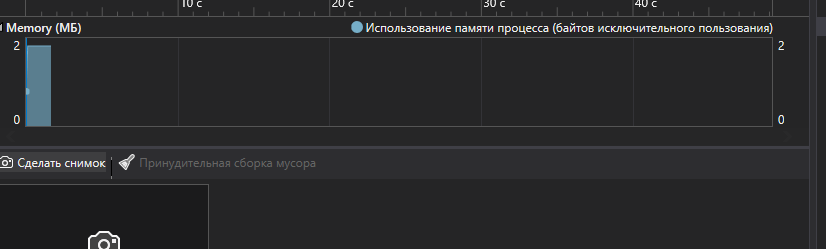 10 с 20 с 30 с 40 с
Memory (МБ) Использование памяти процесса (байтов исключительного пользования)
2 2
0 0
Сделать снимок Принудительная сборка мусора